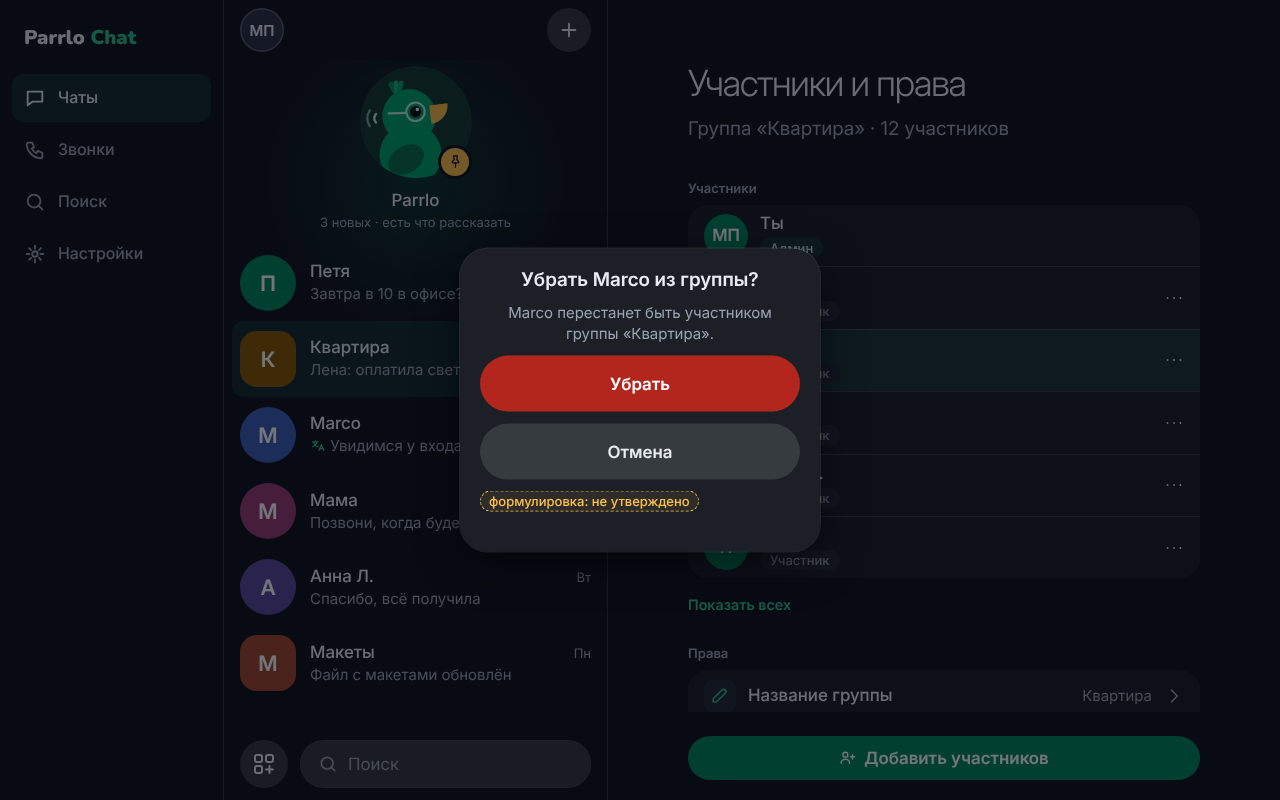 Parrlo Chat
Чаты
Звонки
Поиск
Настройки
МП
Parrlo
3 новых · есть что рассказать
П
Петя
Завтра в 10 в офисе?
К
Квартира
Лена: оплатила свет
М
Marco
Увидимся у входа
М
Мама
Позвони, когда буде
А
Анна Л.
Вт
Спасибо, всё получила
М
Макеты
Пн
Файл с макетами обновлён
Поиск
Участники и права
Группа «Квартира» · 12 участников
Участники
МП
Ты
Админ
Участник
Показать всех
Права
Название группы
Квартира
Добавить участников
Убрать Marco из группы?
Marco перестанет быть участником
группы «Квартира».
Убрать
Отмена
формулировка: не утверждено